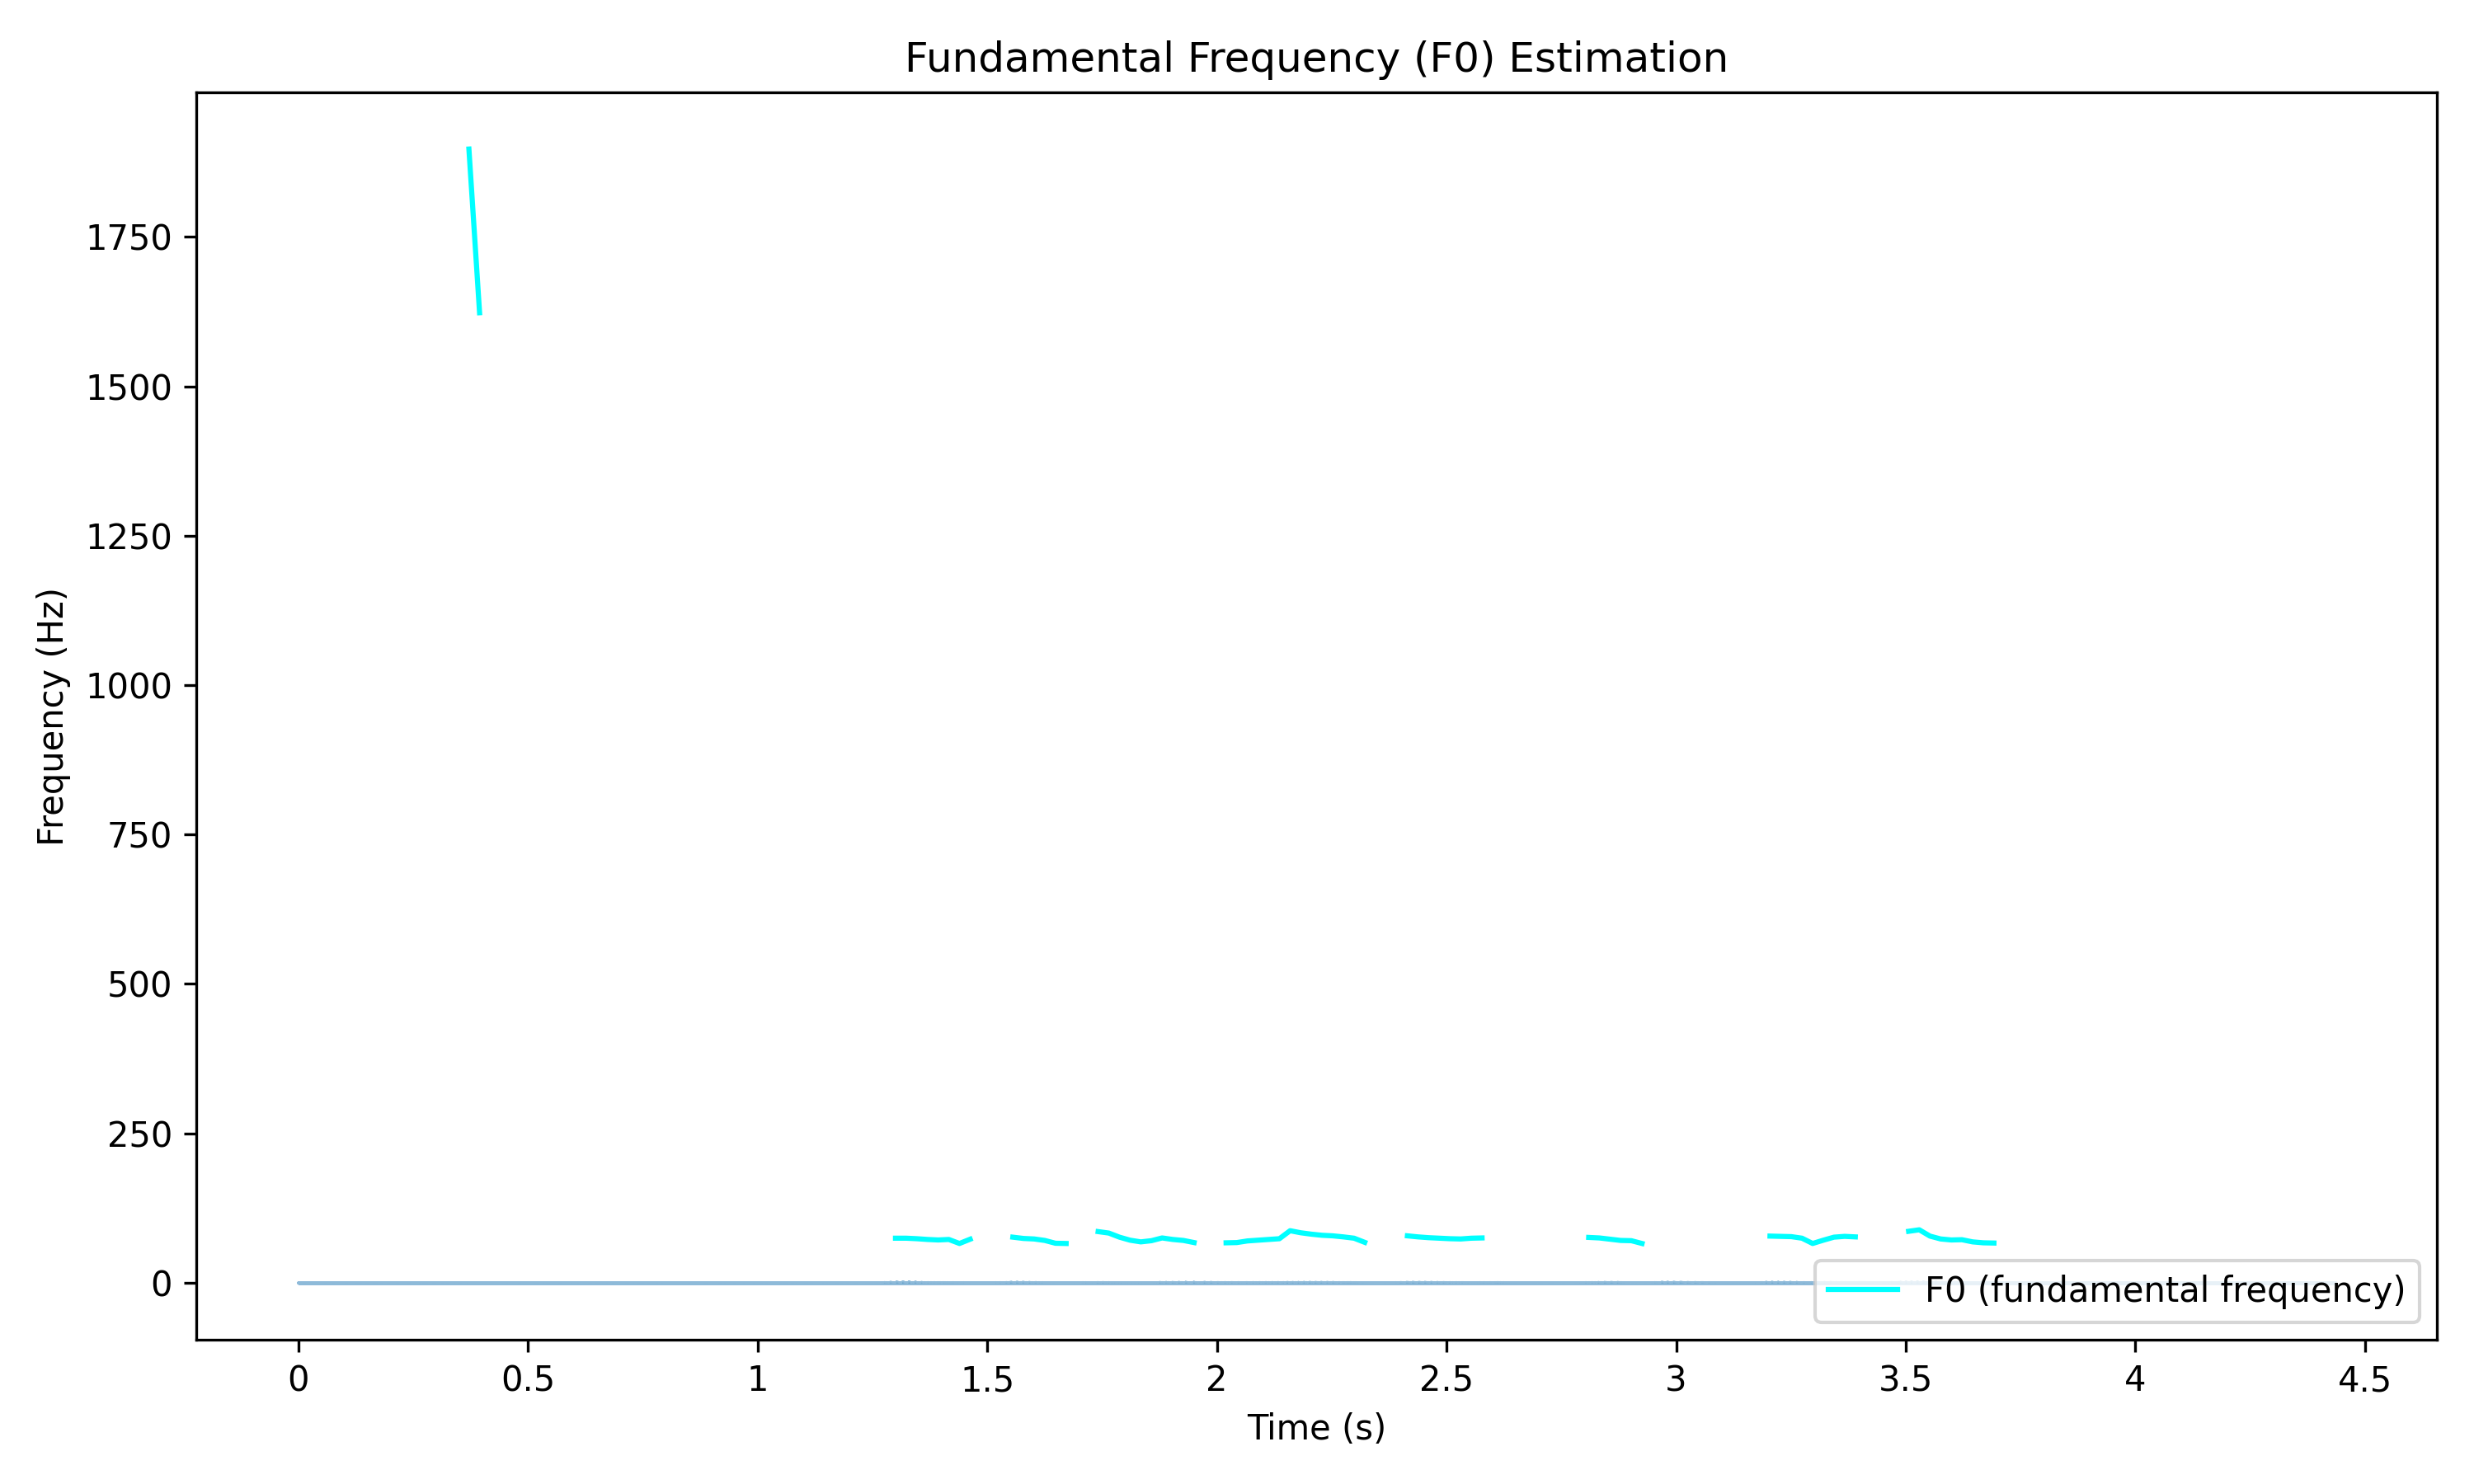 Fundamental Frequency (F0) Estimation
Frequency (Hz)
1750
1500
1250
1000
750
500
250
0
F0 (fundamental frequency)
0 0.5 1 1.5 2 2.5 3 3.5 4 4.5
Time (s)